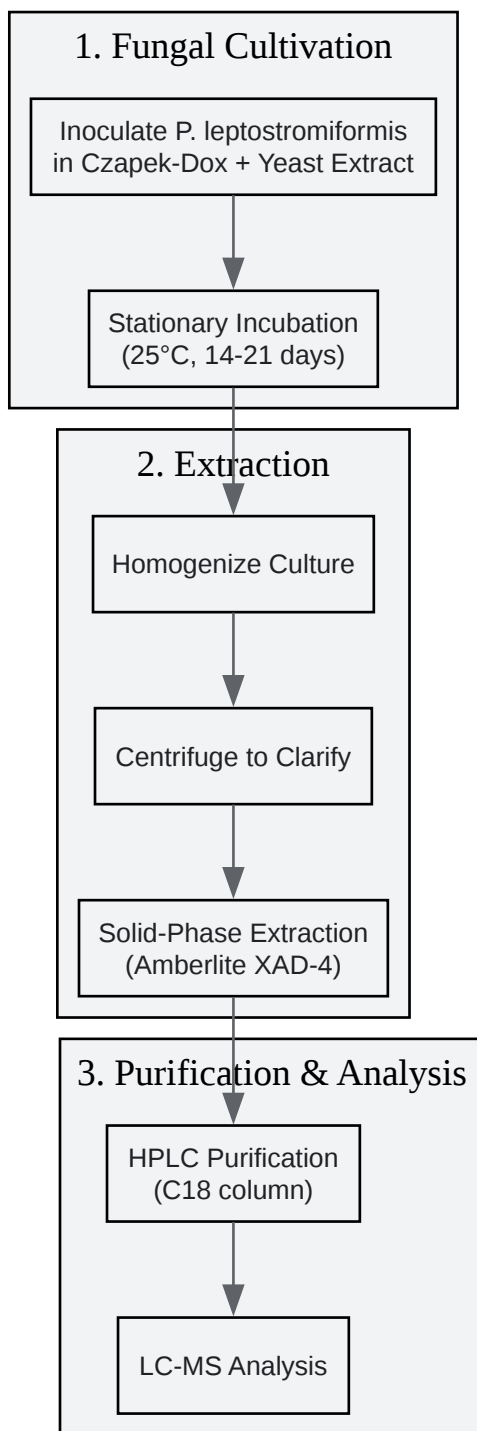 1. Fungal Cultivation
Inoculate P. leptostromiformis
in Czapek-Dox + Yeast Extract
Stationary Incubation
(25°C, 14-21 days)
2. Extraction
Homogenize Culture
Centrifuge to Clarify
Solid-Phase Extraction
(Amberlite XAD-4)
3. Purification & Analysis
HPLC Purification
(C18 column)
LC-MS Analysis